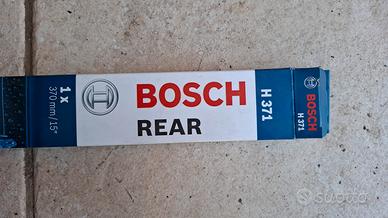 1 x
370 mm / 15"
BOSCH
REAR
H 371
BOSCH
H 371
subito